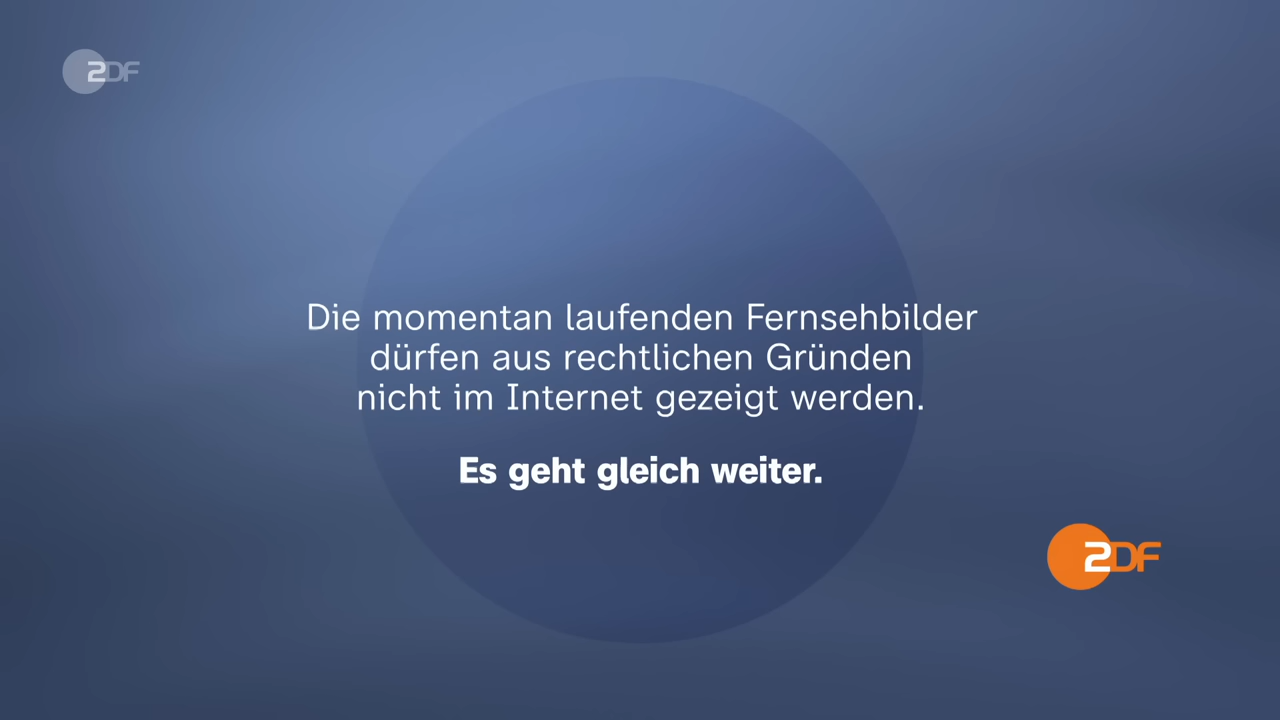 ZDF
Die momentan laufenden Fernsehbilder
dürfen aus rechtlichen Gründen
nicht im Internet gezeigt werden.
Es geht gleich weiter.
ZDF